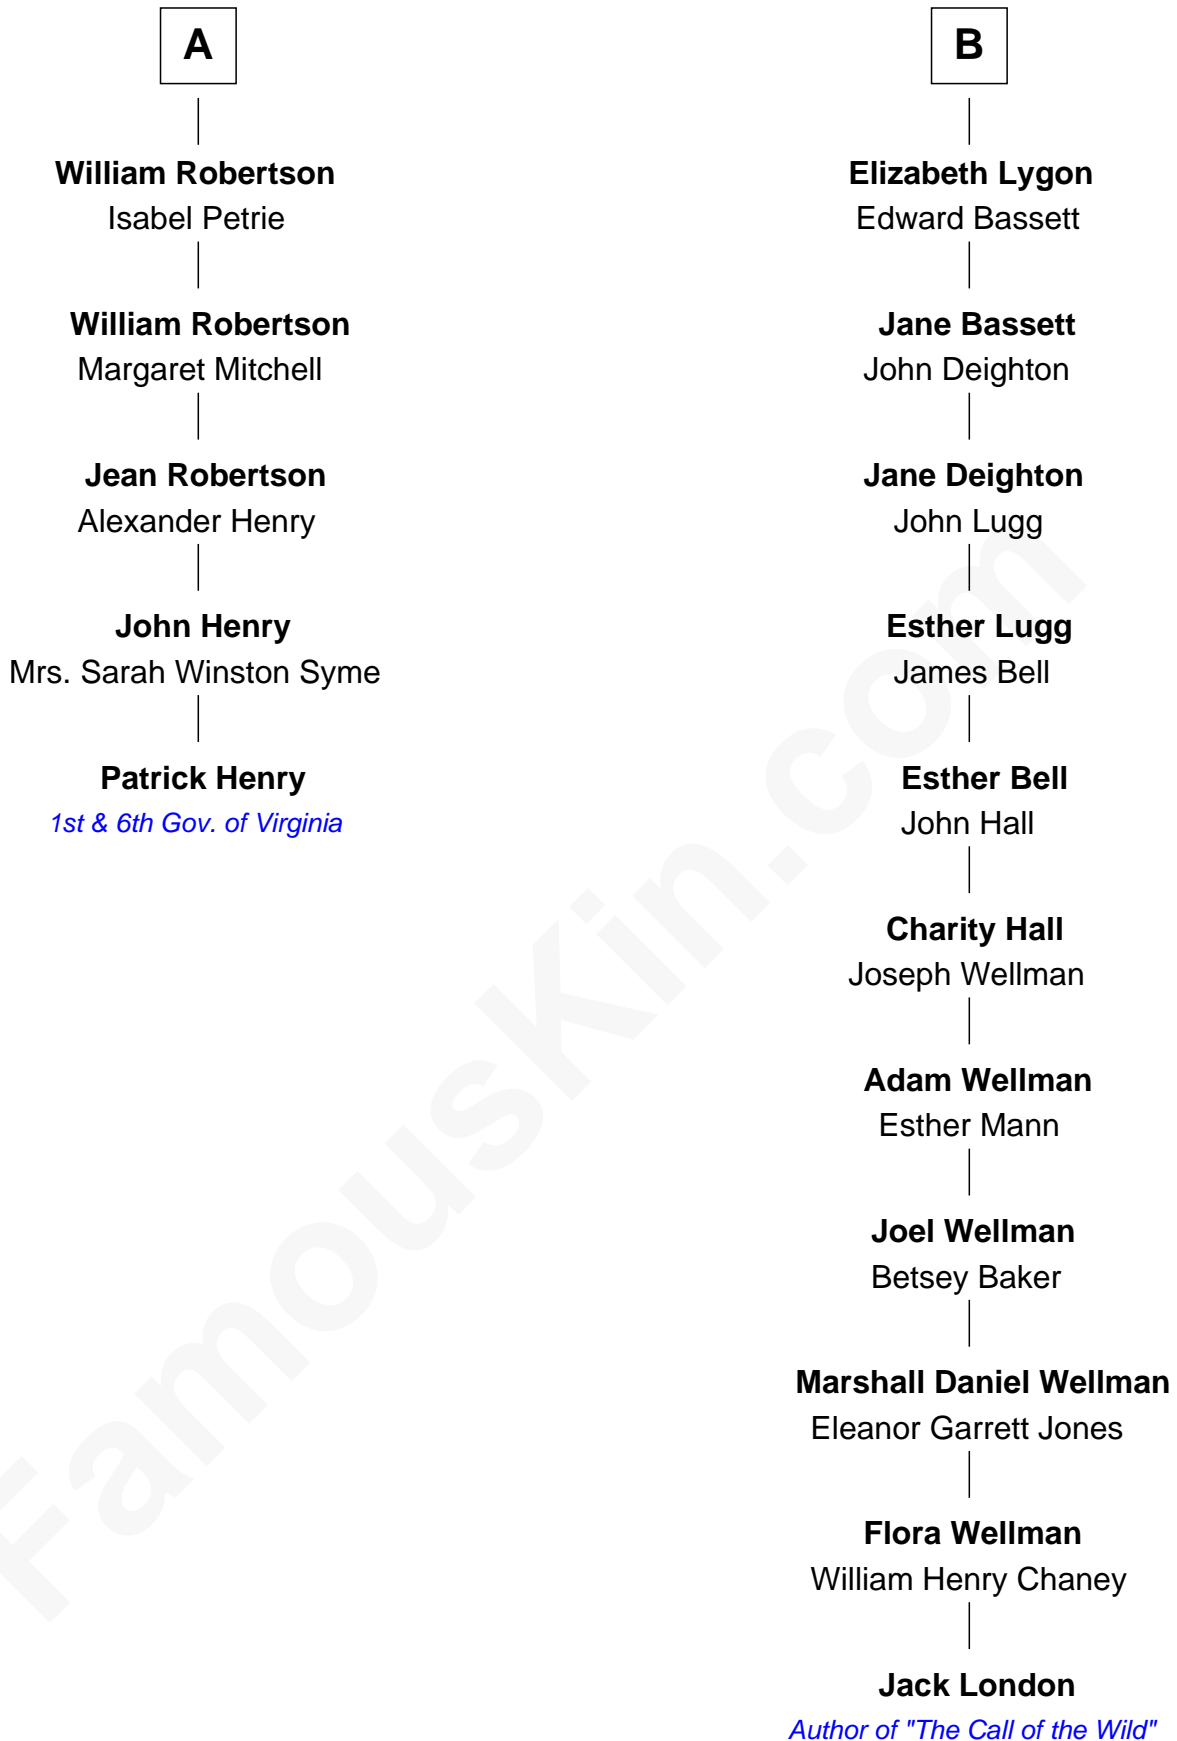 A
William Robertson
Isabel Petrie
William Robertson
Margaret Mitchell
Jean Robertson
Alexander Henry
John Henry
Mrs. Sarah Winston Syme
Patrick Henry
1st & 6th Gov. of Virginia
B
Elizabeth Lygon
Edward Bassett
Jane Bassett
John Deighton
Jane Deighton
John Lugg
Esther Lugg
James Bell
Esther Bell
John Hall
Charity Hall
Joseph Wellman
Adam Wellman
Esther Mann
Joel Wellman
Betsey Baker
Marshall Daniel Wellman
Eleanor Garrett Jones
Flora Wellman
William Henry Chaney
Jack London
Author of "The Call of the Wild"
FamousKin.com